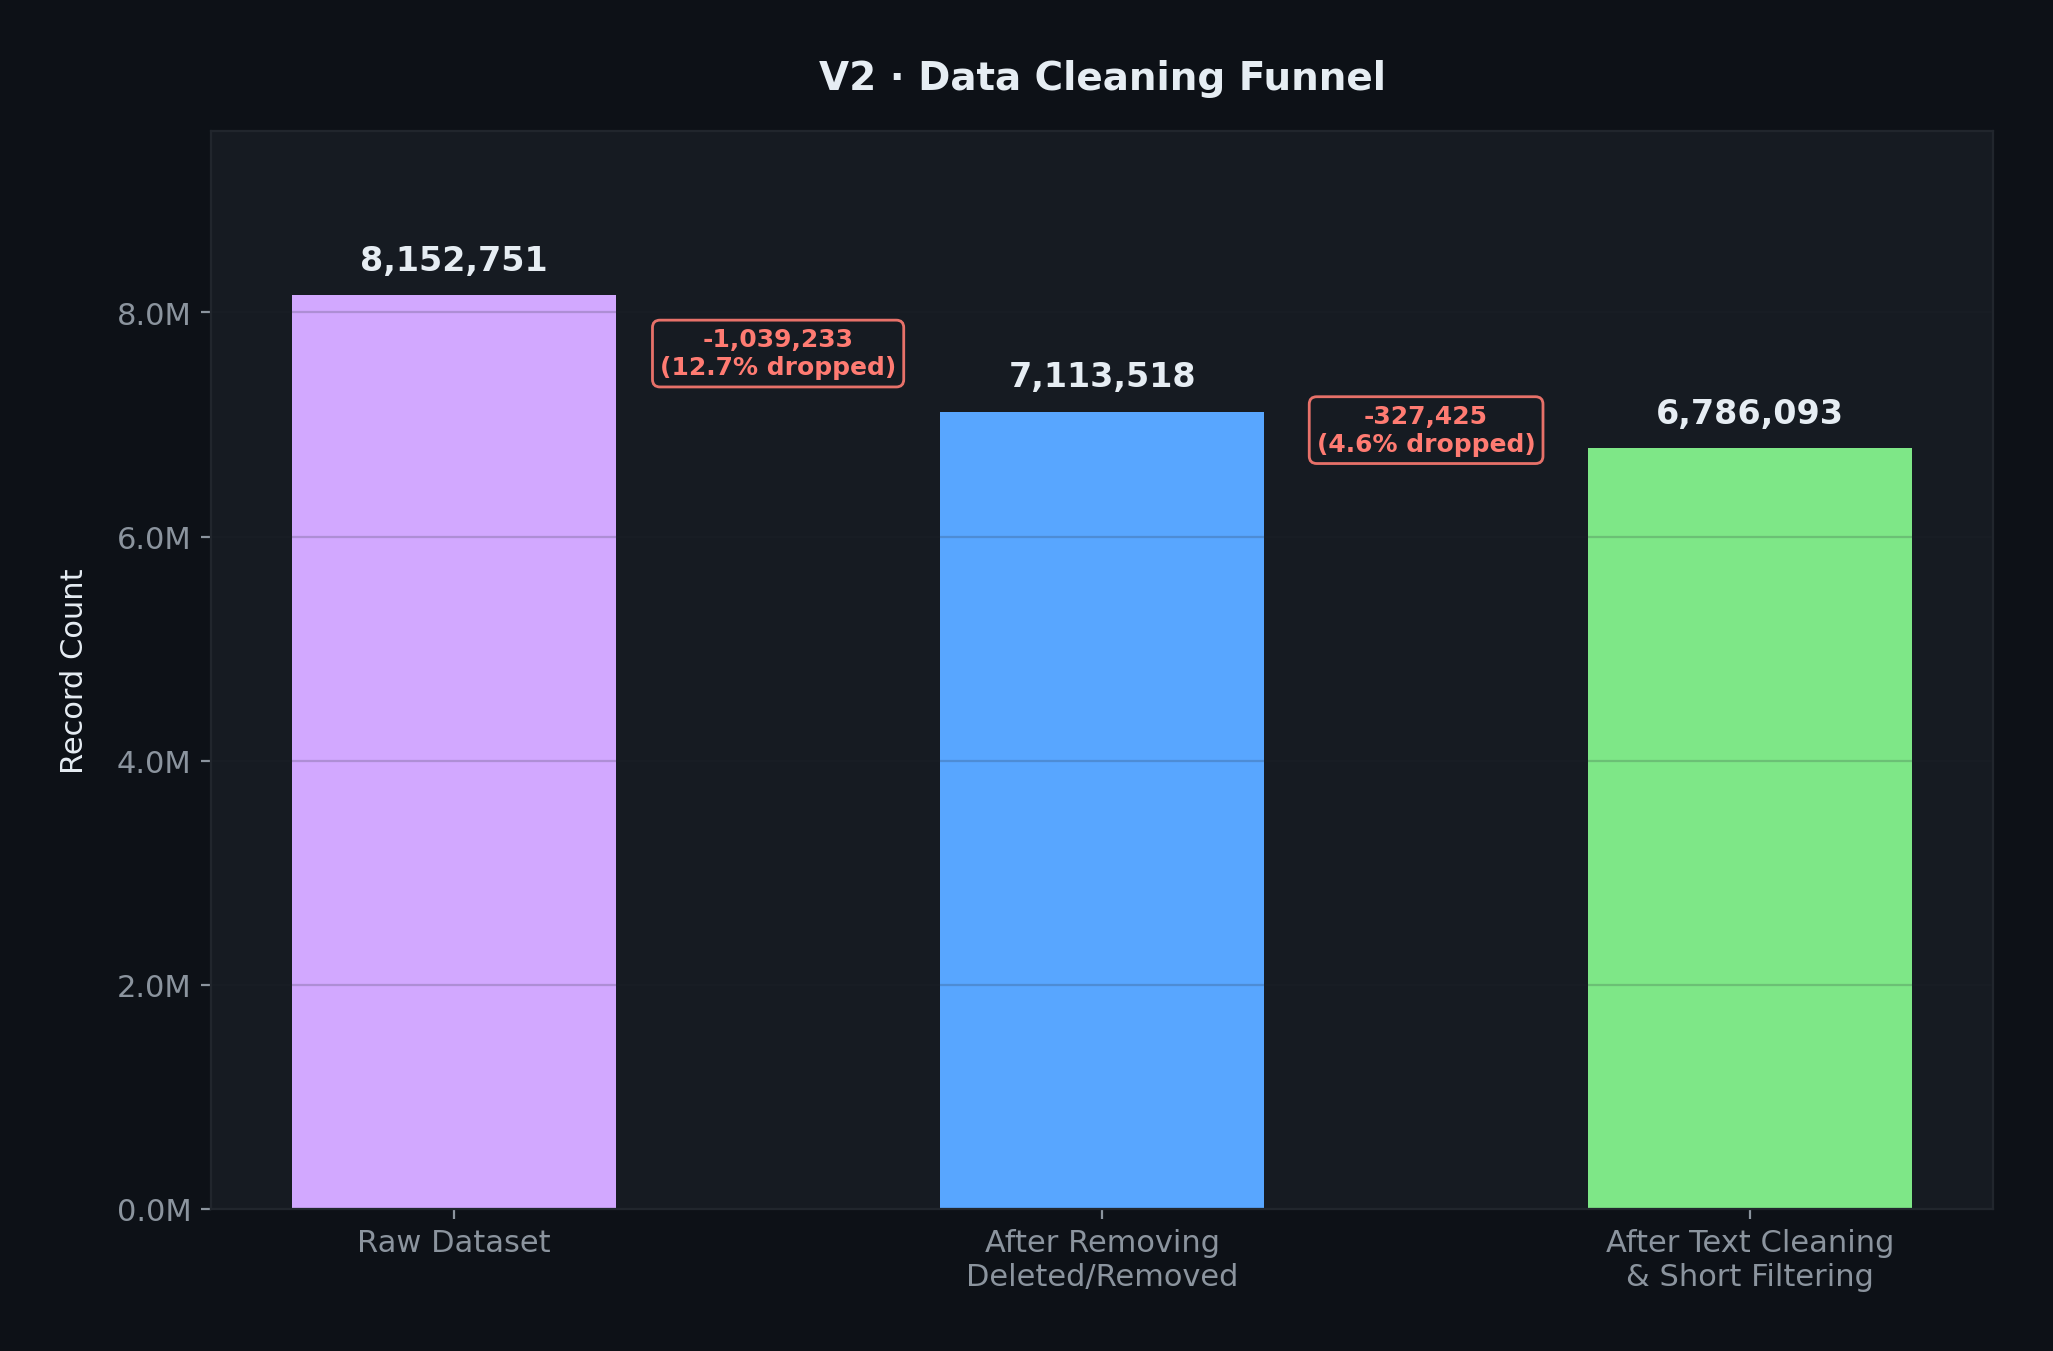 V2 · Data Cleaning Funnel
8,152,751
-1,039,233
(12.7% dropped)
7,113,518
-327,425
(4.6% dropped)
6,786,093
8.0M
6.0M
4.0M
2.0M
0.0M
Record Count
Raw Dataset
After Removing
Deleted/Removed
After Text Cleaning
& Short Filtering